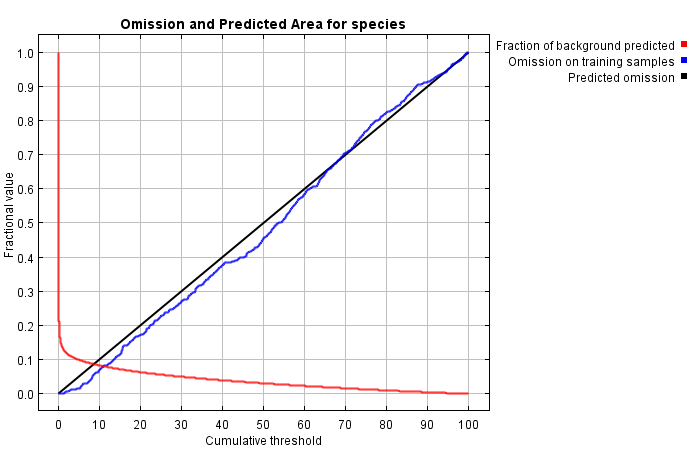 Omission and Predicted Area for species
Fraction of background predicted
Omission on training samples
Predicted omission
Fractional value
1.0
0.9
0.8
0.7
0.6
0.5
0.4
0.3
0.2
0.1
0.0
0 10 20 30 40 50 60 70 80 90 100
Cumulative threshold